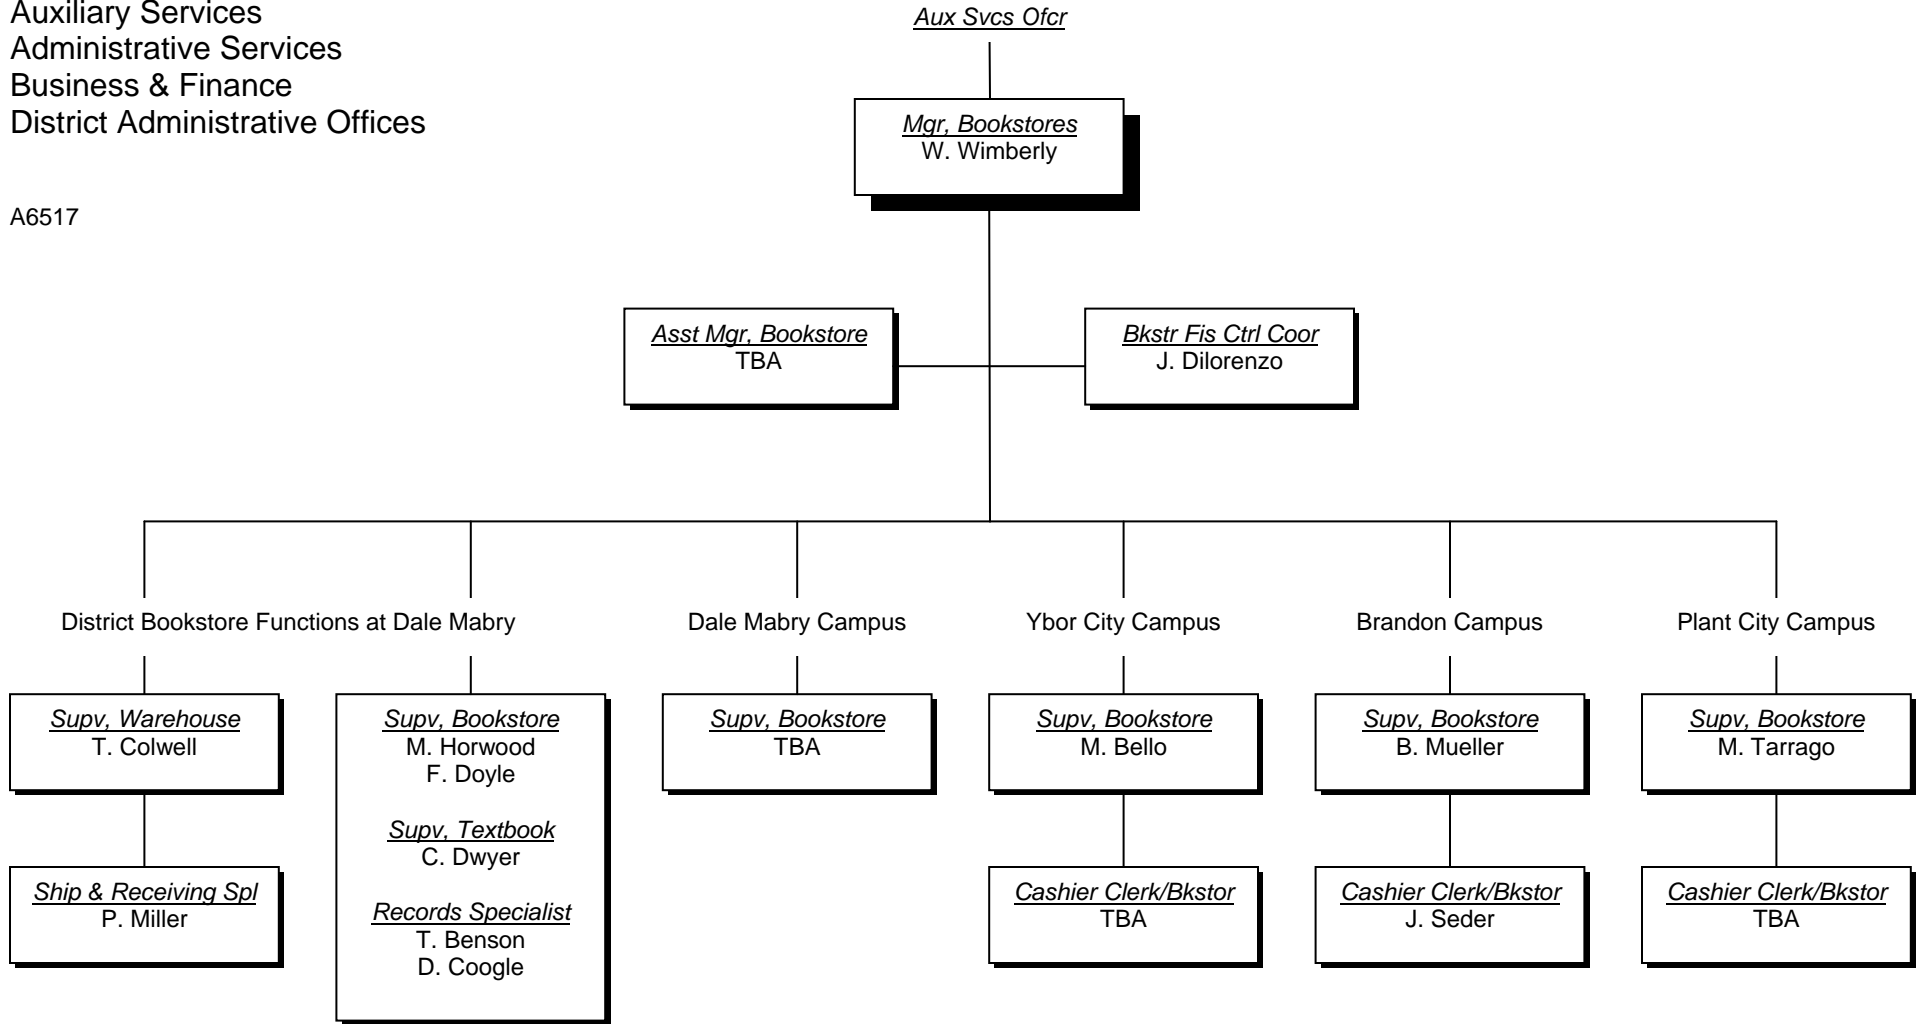 Auxiliary Services
Administrative Services
Business & Finance
District Administrative Offices
A6517
Aux Svcs Ofcr
Mgr, Bookstores
W. Wimberly
Asst Mgr, Bookstore
TBA
Bkstr Fis Ctrl Coor
J. Dilorenzo
District Bookstore Functions at Dale Mabry
Dale Mabry Campus
Ybor City Campus
Brandon Campus
Plant City Campus
Supv, Warehouse
T. Colwell
Ship & Receiving Spl
P. Miller
Supv, Bookstore
M. Horwood
F. Doyle
Supv, Textbook
C. Dwyer
Records Specialist
T. Benson
D. Coogle
Supv, Bookstore
TBA
Supv, Bookstore
M. Bello
Cashier Clerk/Bkstor
TBA
Supv, Bookstore
B. Mueller
Cashier Clerk/Bkstor
J. Seder
Supv, Bookstore
M. Tarrago
Cashier Clerk/Bkstor
TBA